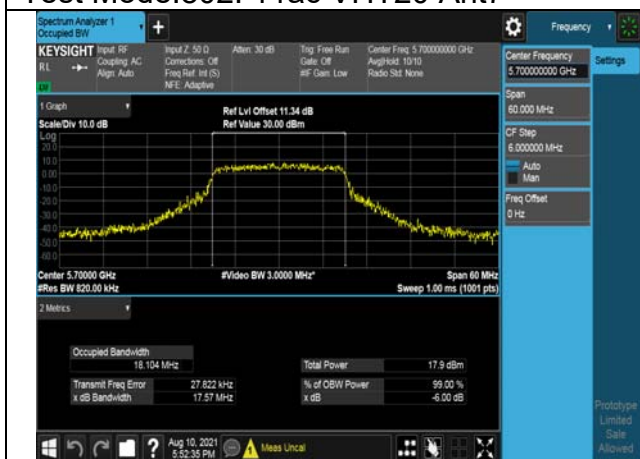 Spectrum Analyzer 1
Occupied BW
+
Frequency
KEYSIGHT
RL
Input: RF
Coupling: AC
Align: Auto
Input Z: 50 Ω
Corrections: Off
Freq Ref: Int (S)
NFE: Adaptive
Atten: 30 dB
Trig: Free Run
Gate: Off
#IF Gain: Low
Center Freq: 5.700000000 GHz
Avg|Hold: 10/10
Radio Std: None
Center Frequency
5.700000000 GHz
Settings
Span
60.000 MHz
CF Step
6.000000 MHz
Auto
Man
Freq Offset
0 Hz
1 Graph
Scale/Div 10.0 dB
Ref Lvl Offset 11.34 dB
Ref Value 30.00 dBm
Log
20.0
10.0
0.00
-10.0
-20.0
-30.0
-40.0
-50.0
-60.0
Center 5.70000 GHz
#Video BW 3.0000 MHz*
Span 60 MHz
#Res BW 820.00 kHz
Sweep 1.00 ms (1001 pts)
2 Metrics
Occupied Bandwidth
18.104 MHz
Total Power
17.9 dBm
Transmit Freq Error
27.822 kHz
% of OBW Power
99.00 %
x dB Bandwidth
17.57 MHz
x dB
-6.00 dB
Aug 10, 2021
5:52:35 PM
Meas Uncal
Prototype
Limited
Sale
Allowed